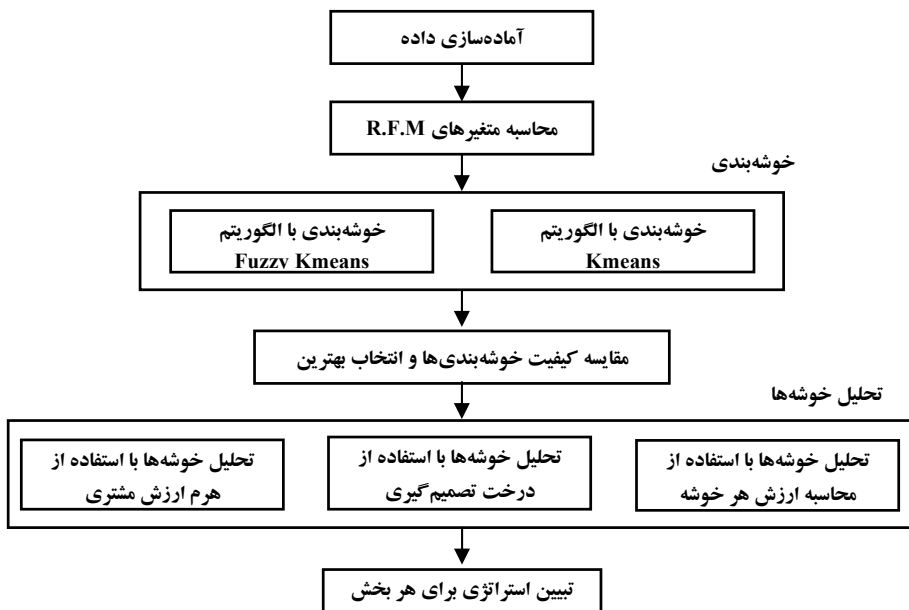 آماده‌سازی داده
محاسبه متغیرهای R.F.M
خوشه‌بندی
خوشه‌بندی با الگوریتم
Kmeans
خوشه‌بندی با الگوریتم
Fuzzy Kmeans
مقایسه کیفیت خوشه‌بندی‌ها و انتخاب بهترین
تحلیل خوشه‌ها
تحلیل خوشه‌ها با استفاده از
محاسبه ارزش هر خوشه
تحلیل خوشه‌ها با استفاده از
درخت تصمیم‌گیری
تحلیل خوشه‌ها با استفاده از
هرم ارزش مشتری
تبیین استراتژی برای هر بخش